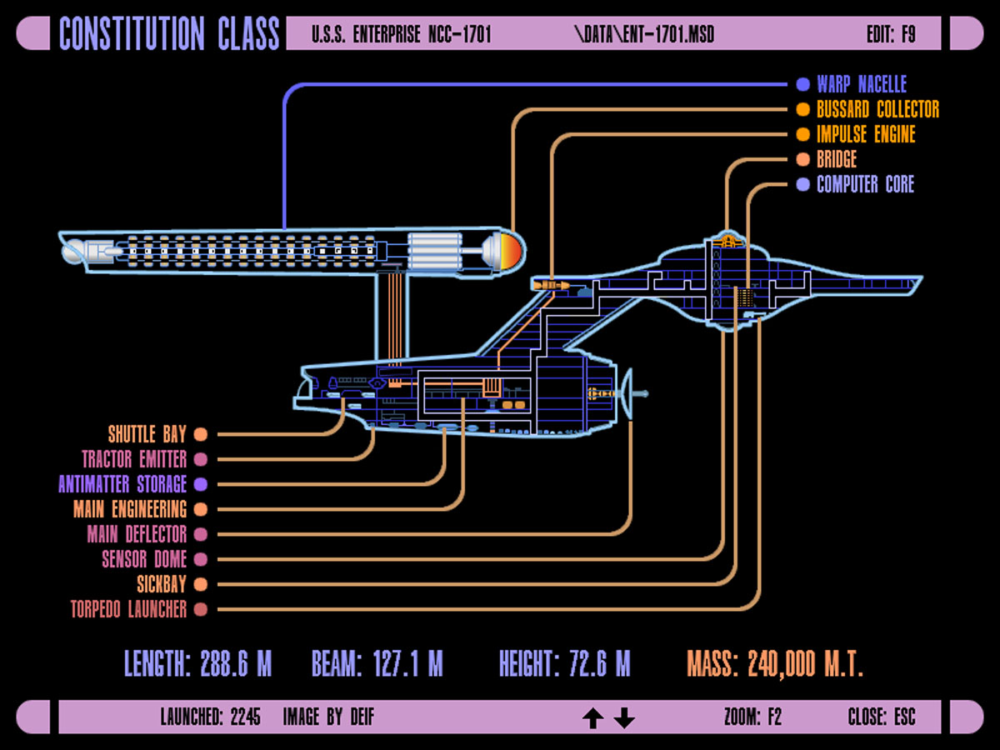 CONSTITUTION CLASS U.S.S. ENTERPRISE NCC-1701 \DATA\ENT-1701.MSD EDIT: F9
WARP NACELLE
BUSSARD COLLECTOR
IMPULSE ENGINE
BRIDGE
COMPUTER CORE
SHUTTLE BAY
TRACTOR EMITTER
ANTIMATTER STORAGE
MAIN ENGINEERING
MAIN DEFLECTOR
SENSOR DOME
SICKBAY
TORPEDO LAUNCHER
LENGTH: 288.6 M BEAM: 127.1 M HEIGHT: 72.6 M MASS: 240,000 M.T.
LAUNCHED: 2245 IMAGE BY DEIF ZOOM: F2 CLOSE: ESC